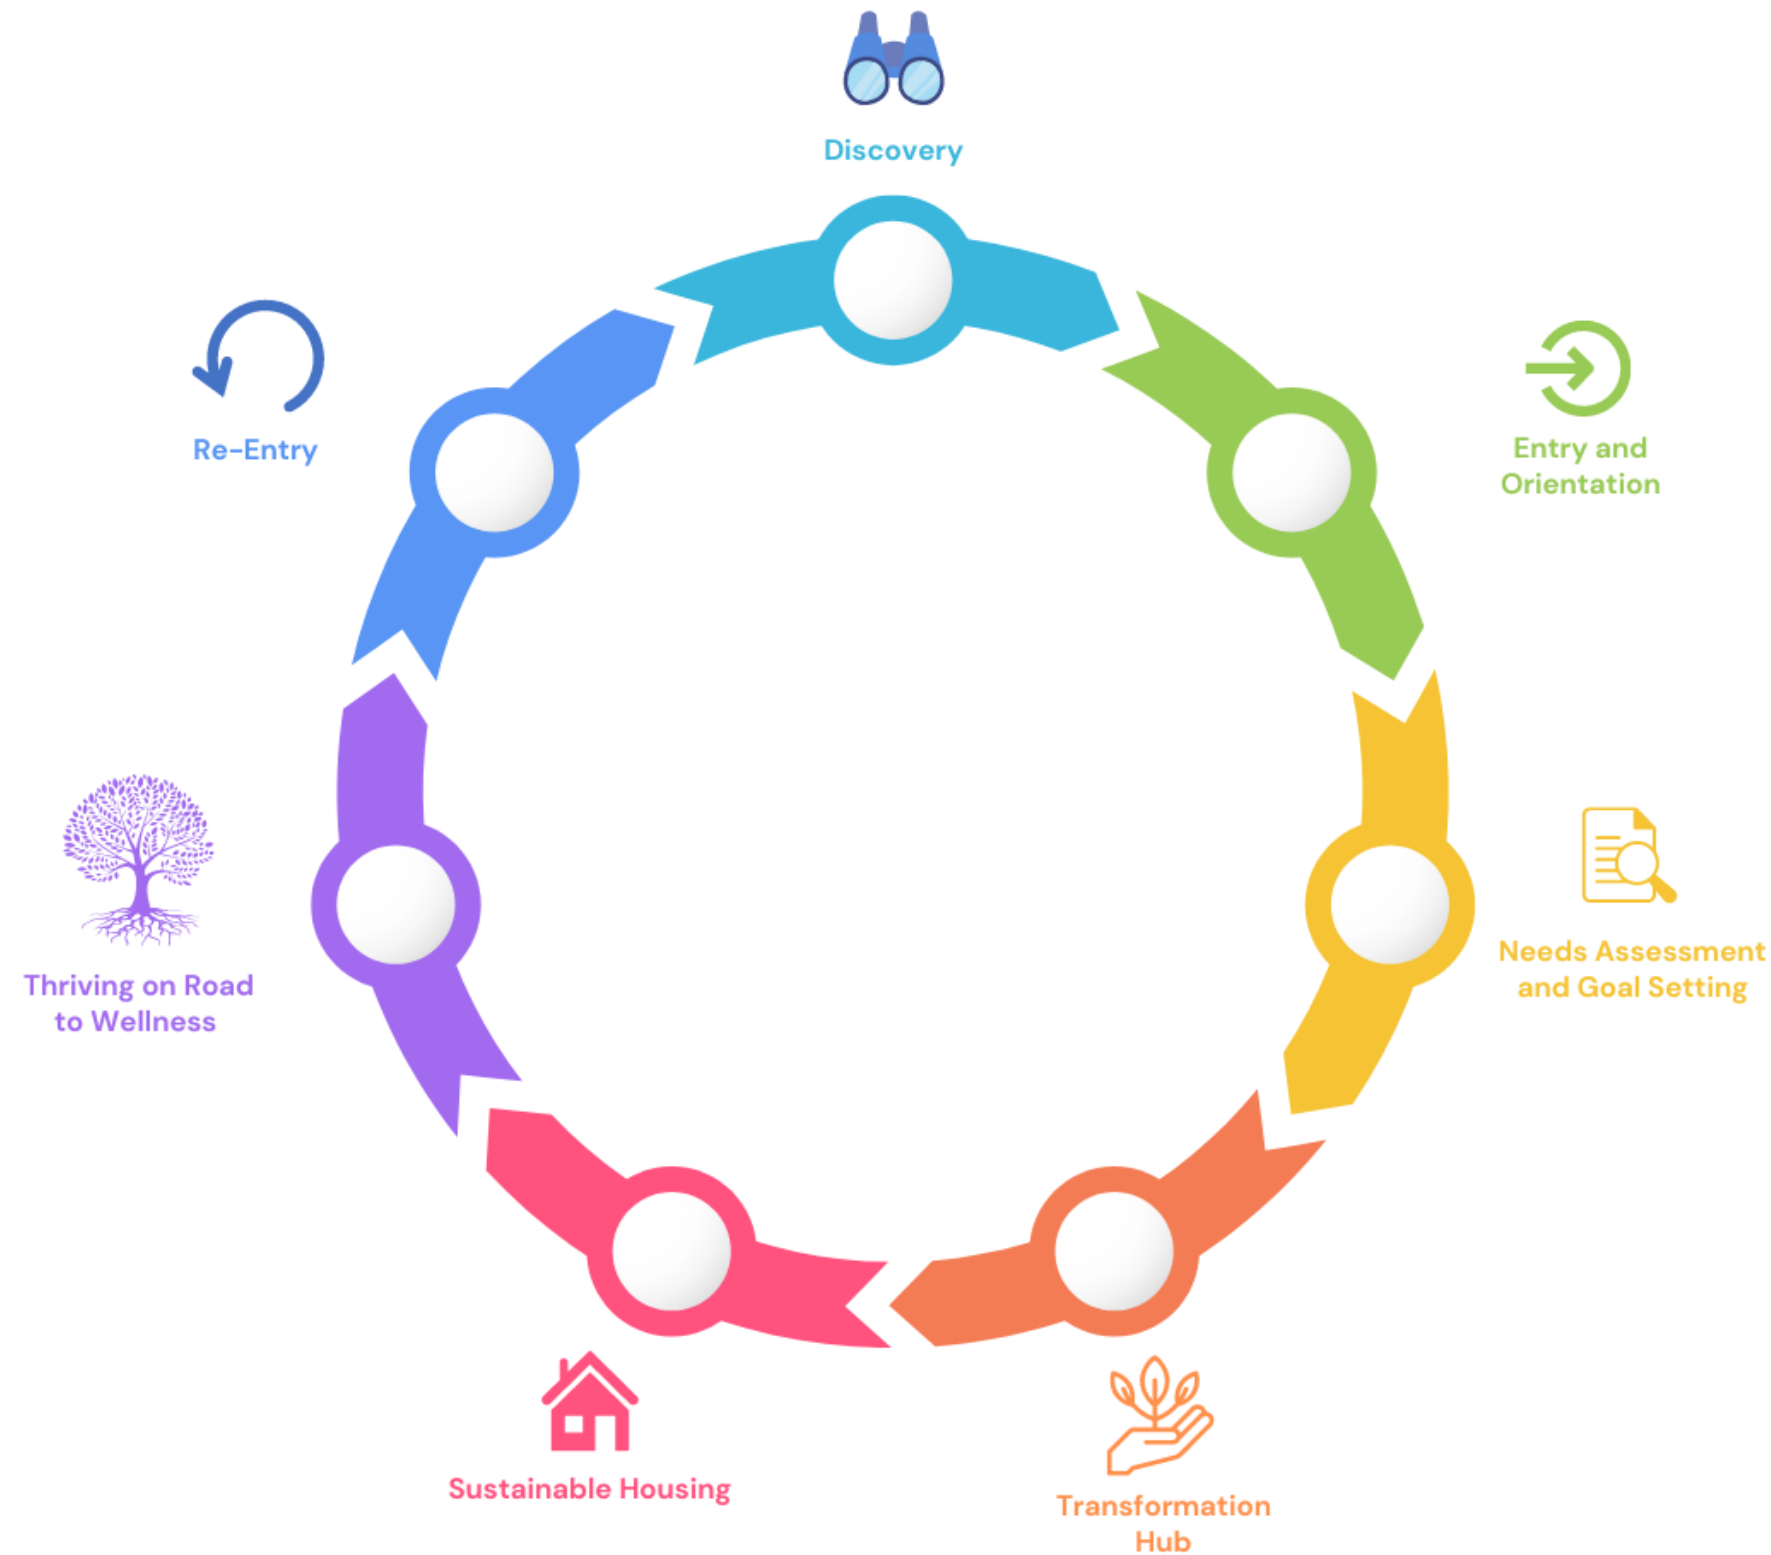 Discovery
Entry and
Orientation
Needs Assessment
and Goal Setting
Transformation
Hub
Sustainable Housing
Thriving on Road
to Wellness
Re-Entry